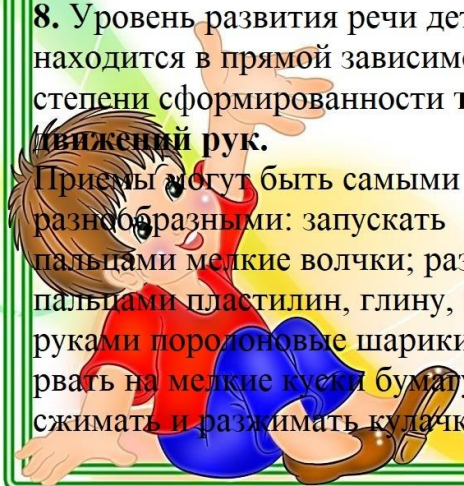 8. Уровень развития речи дет
находится в прямой зависимо
степени сформированности т
движений рук.
Приемы могут быть самыми
разнообразными: запускать
пальцами мелкие волчки; раз
пальцами пластилин, глину,
руками поролоновые шарики
рвать на мелкие куски бумагу
сжимать и разжимать кулачк